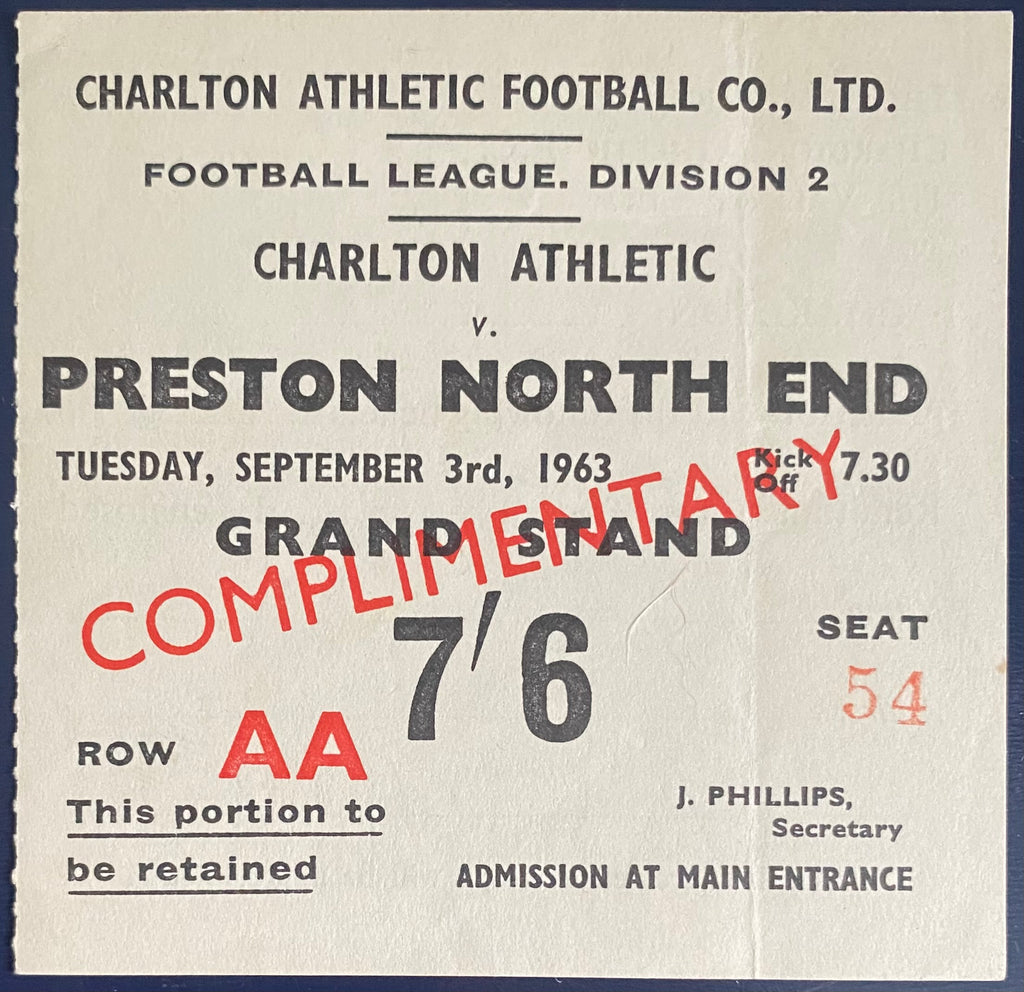 CHARLTON ATHLETIC FOOTBALL CO., LTD.
FOOTBALL LEAGUE. DIVISION 2
CHARLTON ATHLETIC
v.
PRESTON NORTH END
TUESDAY, SEPTEMBER 3rd, 1963 Kick Off 7.30
GRAND STAND
COMPLIMENTARY
7/6
SEAT
54
ROW AA
This portion to
be retained
J. PHILLIPS,
Secretary
ADMISSION AT MAIN ENTRANCE